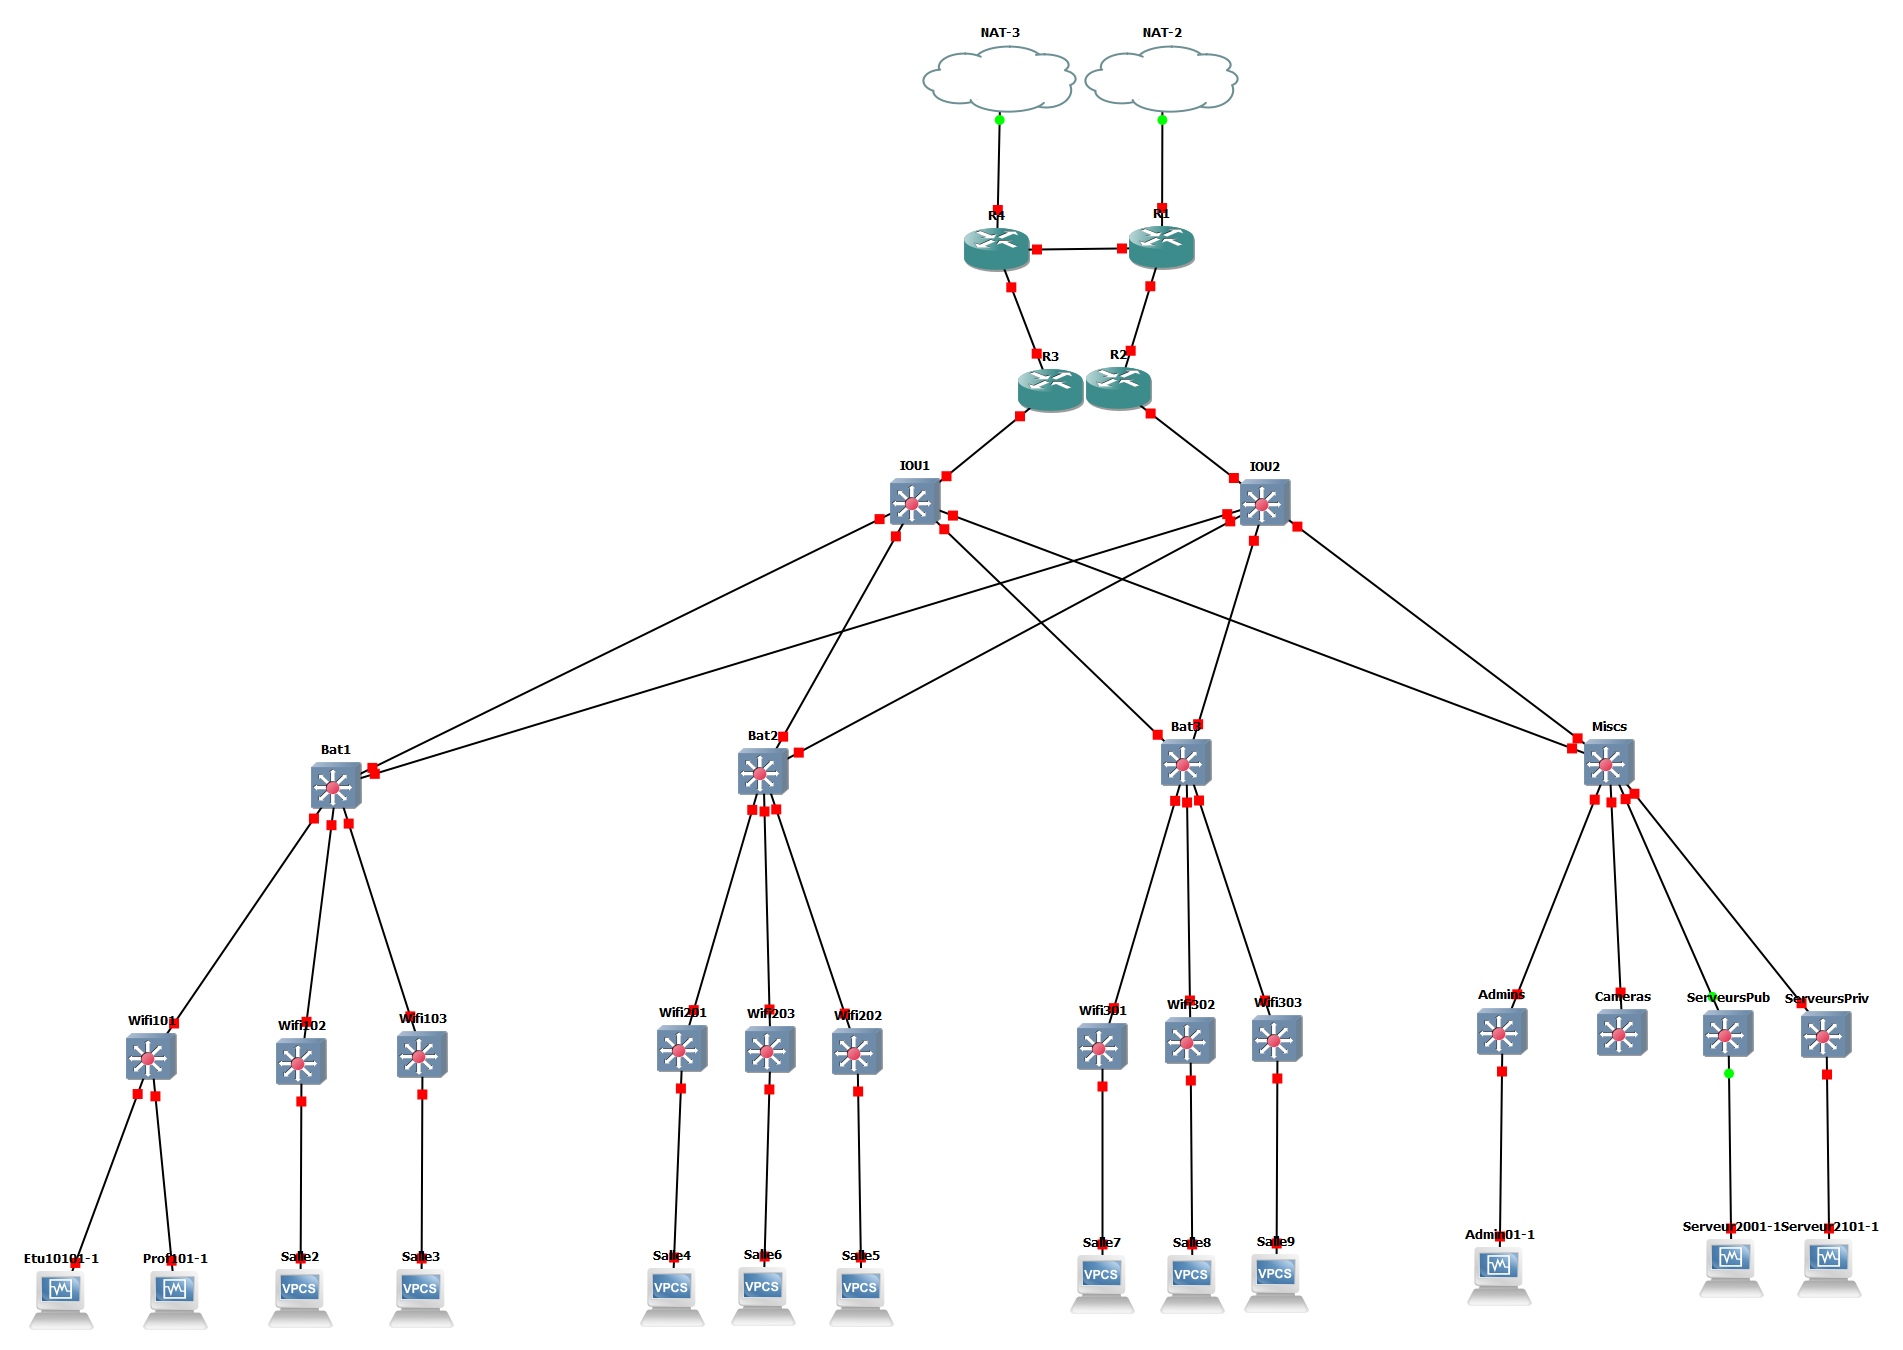 NAT-3
NAT-2
R4
R1
R3
R2
IOU1
IOU2
Bat1
Bat2
Bat3
Miscs
Wifi101
Wifi102
Wifi103
Wifi201
Wifi203
Wifi202
Wifi301
Wifi302
Wifi303
Admins
Cameras
ServeursPub
ServeursPriv
Etu10101-1
Prof101-1
Salle2
Salle3
Salle4
Salle6
Salle5
Salle7
Salle8
Salle9
Admin01-1
Serveur2001-1
Serveur2101-1
VPCS
VPCS
VPCS
VPCS
VPCS
VPCS
VPCS
VPCS